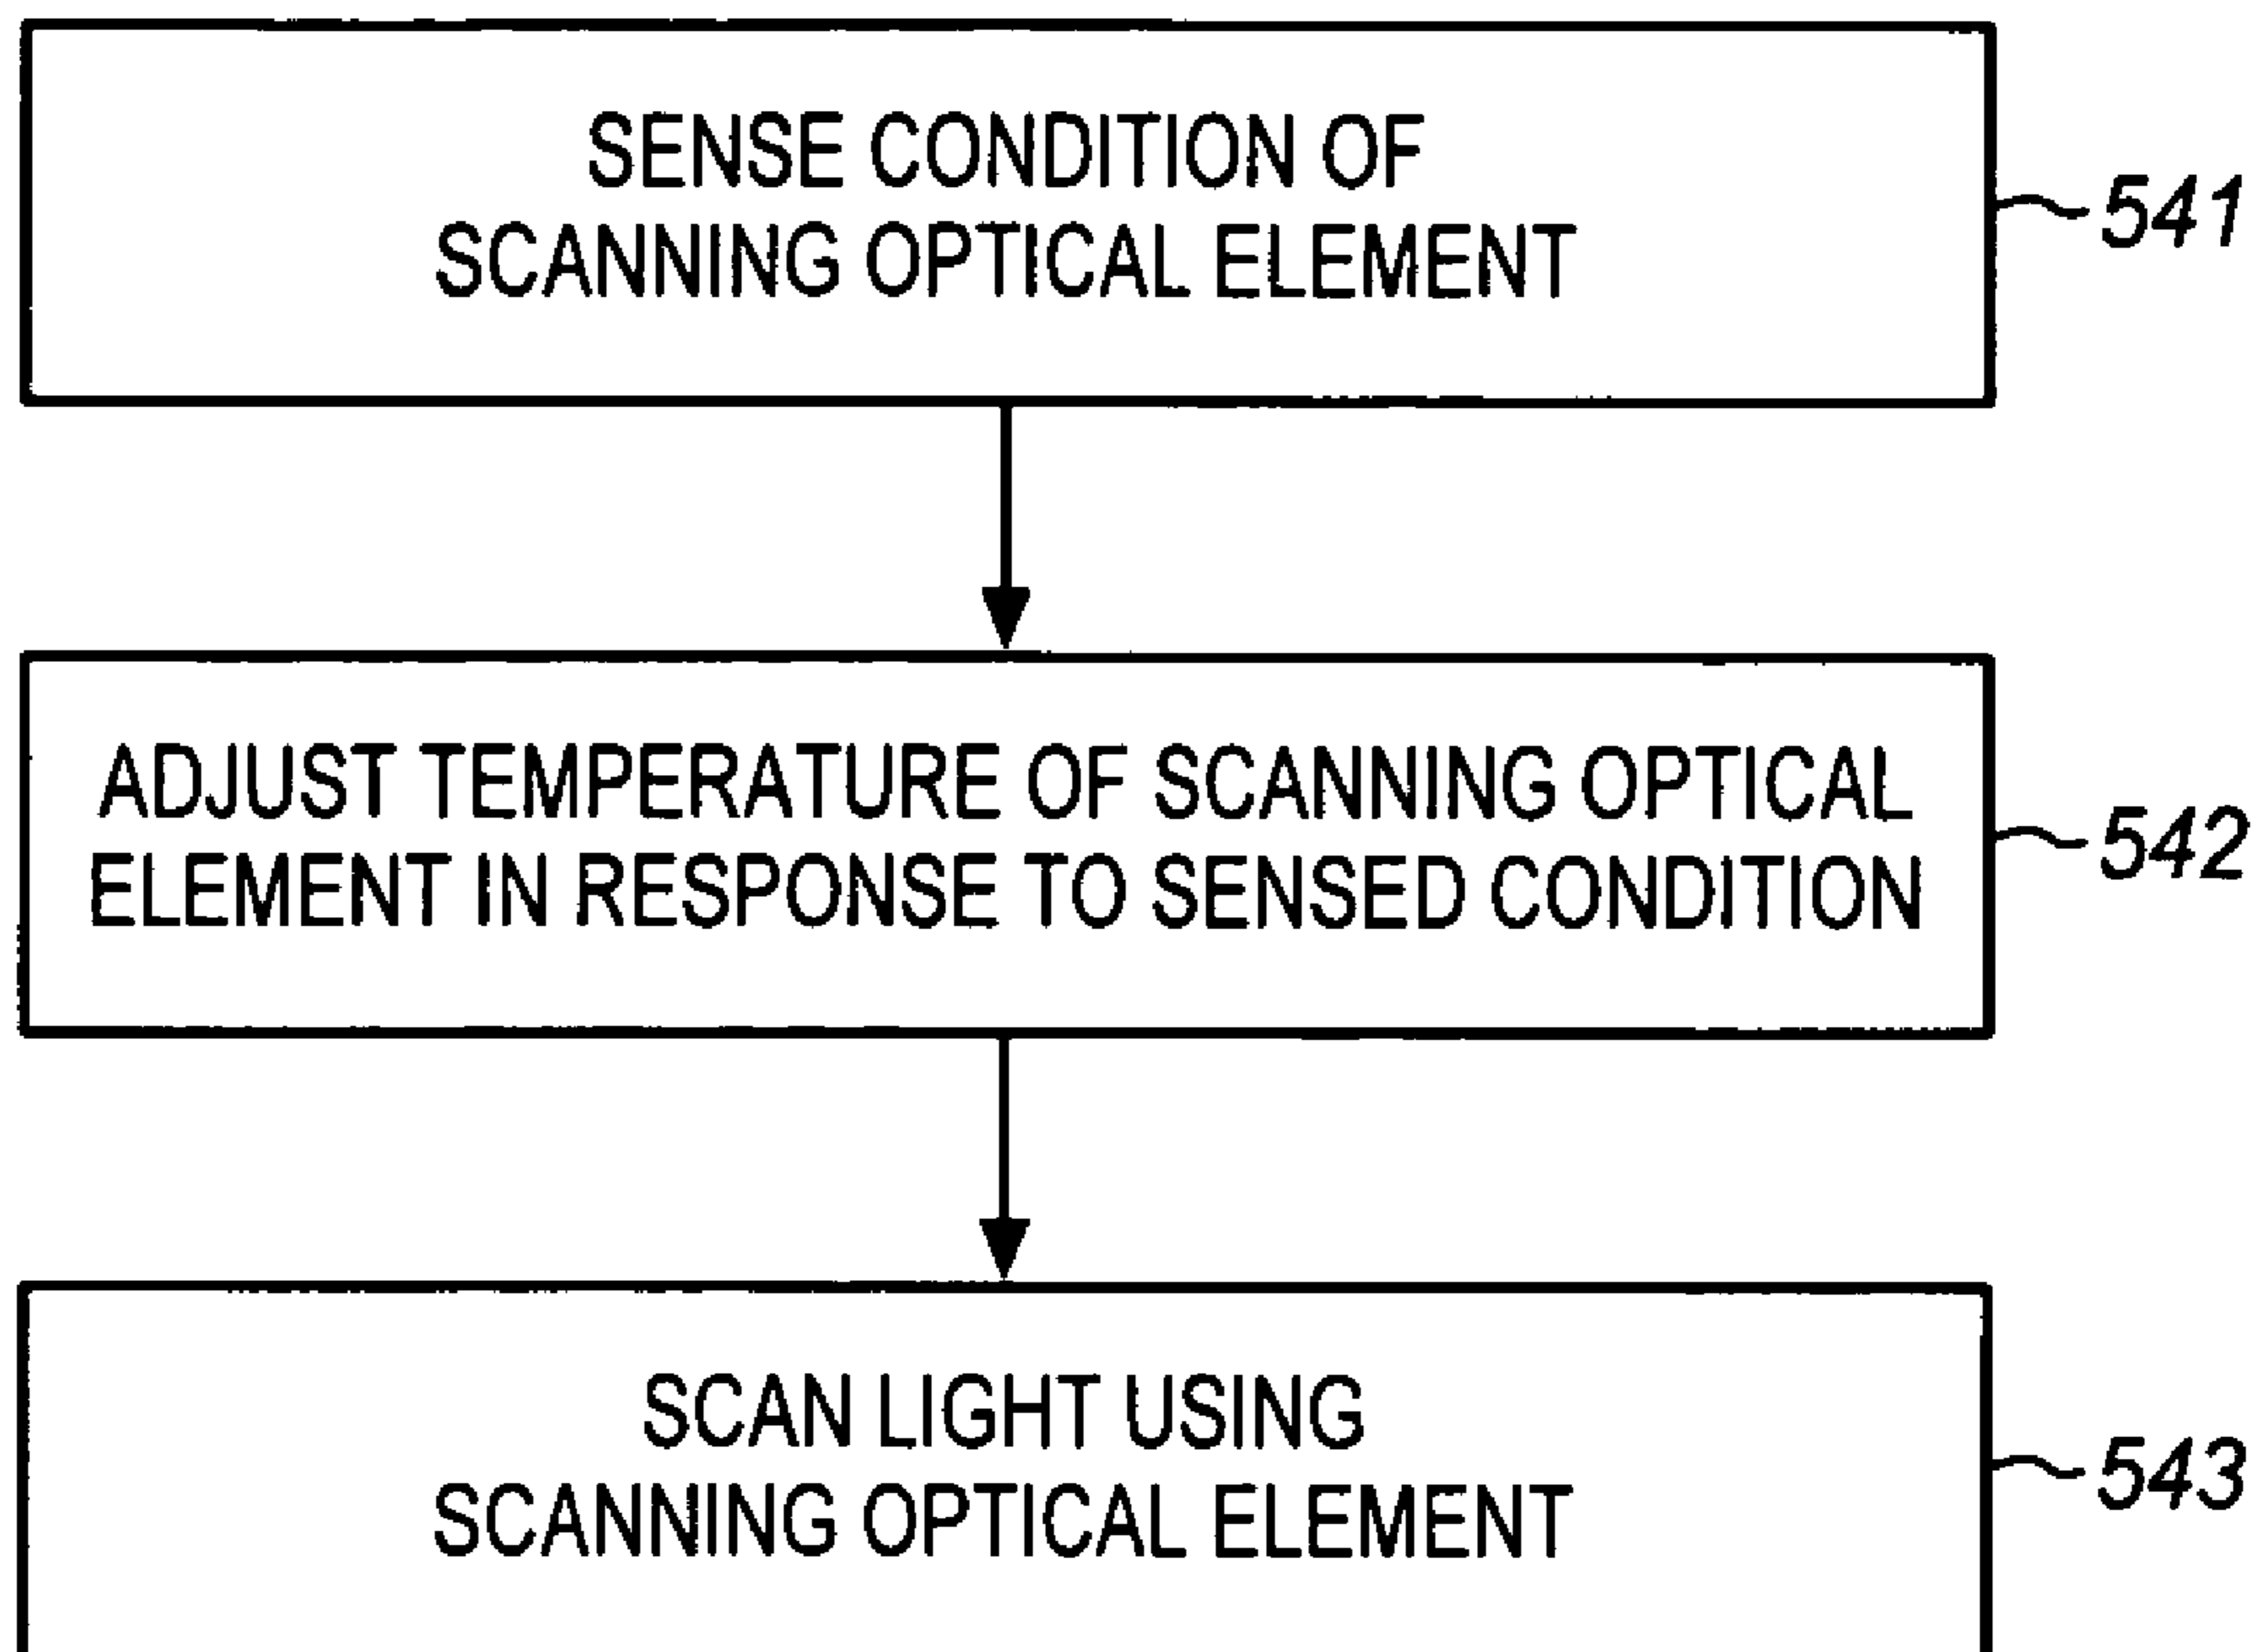 SENSE CONDITION OF
SCANNING OPTICAL ELEMENT
541
ADJUST TEMPERATURE OF SCANNING OPTICAL
ELEMENT IN RESPONSE TO SENSED CONDITION
542
SCAN LIGHT USING
SCANNING OPTICAL ELEMENT
543